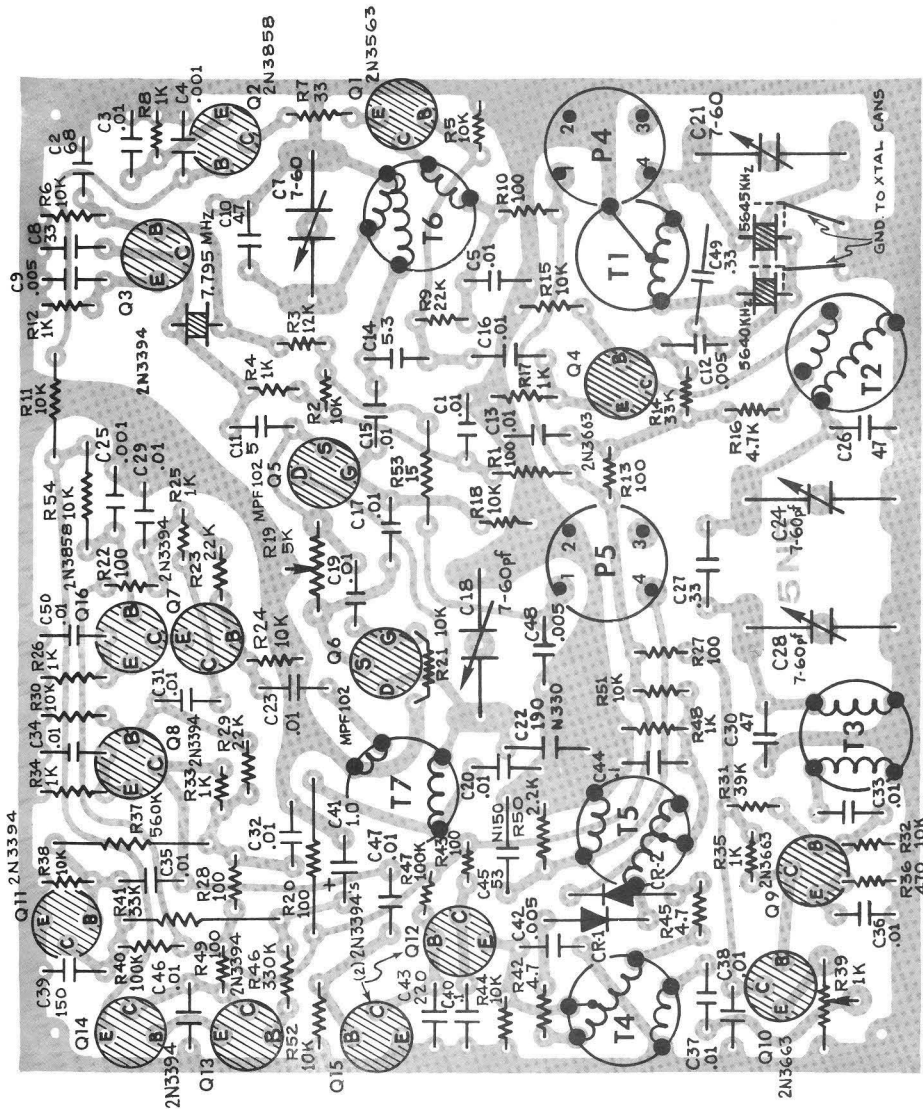 Q11 2N3394
R38
10K
C39
150
Q14
2N3394
R40
100K
C46
.01
R49
100
Q13
2N3394
R46
330K
R52
10K
R41
33K
C35
.01
R28
100
R37
560K
R34
1K
C34
.01
R30
10K
R26
1K
C50
.01
Q16
2N3858
R22
100
R54
10K
C25
.001
C29
.01
R25
1K
R23
22K
Q7
2N3394
C31
.01
Q8
2N3394
R29
22K
R33
1K
C32
.01
R20
100
C23
.01
R24
10K
R11
10K
R12
1K
C9
.005
C8
33
R6
10K
C2
68
C3
.01
R8
1K
C4
.001
Q2
2N3858
R7
33
Q1
2N3563
Q3
2N3394
7.795 MHz
C10
47
C7
7-60
R3
12K
R4
1K
C11
5
R2
10K
Q5
MPF102
R19
5K
C19
.01
Q6
MPF102
R21
10K
C17
.01
C15
.01
C14
5.3
R53
15
C1
.01
R18
10K
R9
22K
T6
R5
10K
R10
100
C5
.01
C16
.01
R15
10K
R17
1K
C13
.01
R1
100
2N3663
Q4
R14
33K
R13
100
C18
7-60pf
T7
C41
1.0
+
C47
.01
R47
100K
R43
100
(2) 2N3394's
Q12
Q15
C43
220
C40
.1
R44
10K
C45
53
N150
R50
2.2K
C20
.01
C22
190
N330
C48
.005
C44
.1
R48
1K
R51
10K
R27
100
P5
1
2
3
4
P4
2
3
4
T1
C49
.33
C12
.005
5640KHz
5645KHz
C21
7-60
GND. TO XTAL CANS
T2
C26
47
R16
4.7K
C24
7-60pf
C27
.33
C28
7-60pf
C30
47
T3
C33
.01
R31
39K
R35
1K
2N3663
Q9
R32
10K
R36
470
C36
.01
T5
CR-2
CR-1
R45
4.7
C42
.005
R42
4.7
T4
C37
.01
C38
.01
Q10
2N3663
R39
1K